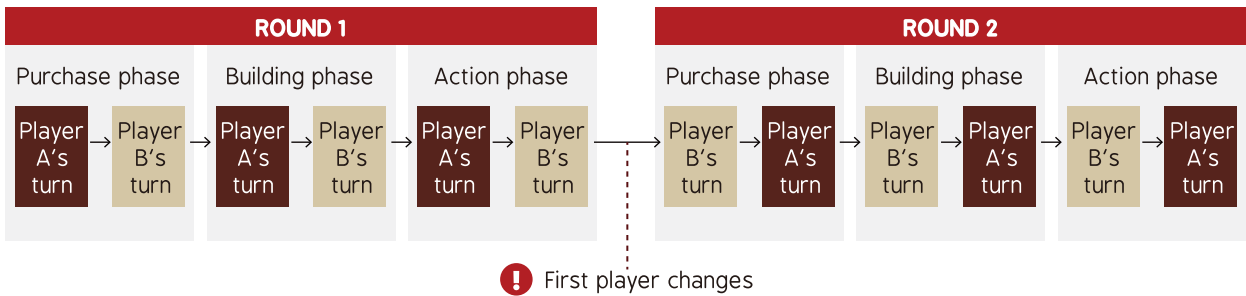 ROUND 1
Purchase phase
Building phase
Action phase
Player
A's
turn
Player
B's
turn
Player
A's
turn
Player
B's
turn
Player
A's
turn
Player
B's
turn
ROUND 2
Purchase phase
Building phase
Action phase
Player
B's
turn
Player
A's
turn
Player
B's
turn
Player
A's
turn
Player
B's
turn
Player
A's
turn
! First player changes